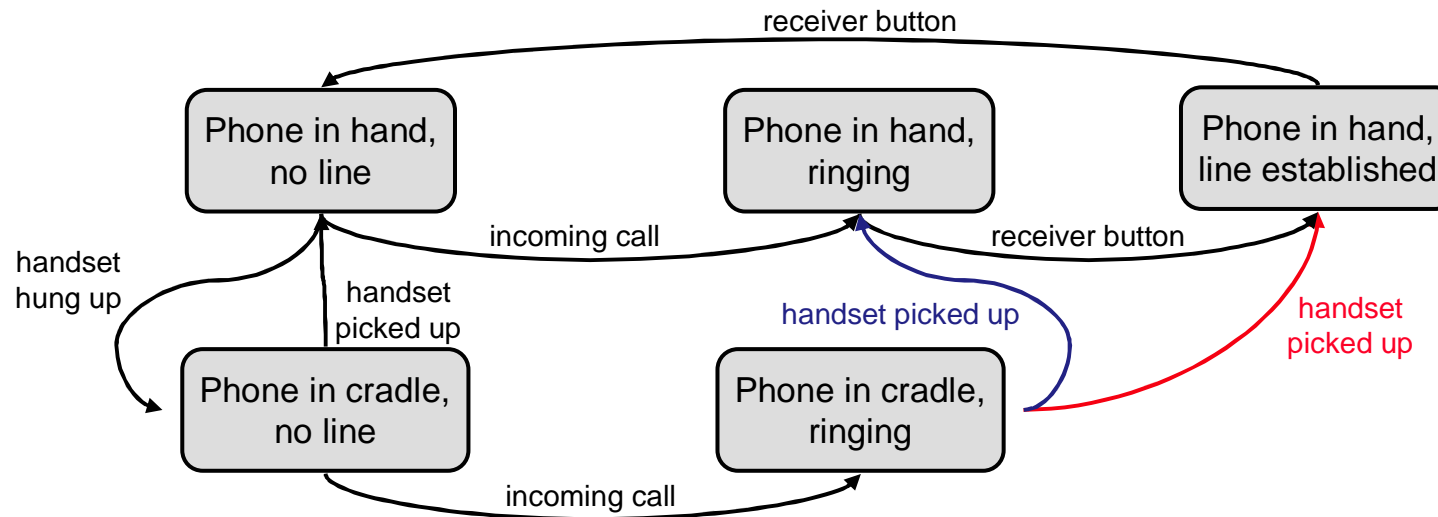 receiver button
Phone in hand,
no line
Phone in hand,
ringing
Phone in hand,
line established
incoming call
receiver button
handset
hung up
handset
picked up
handset picked up
handset
picked up
Phone in cradle,
no line
Phone in cradle,
ringing
incoming call